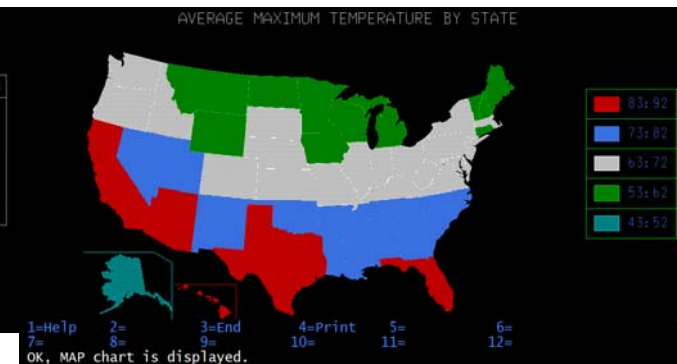 AVERAGE MAXIMUM TEMPERATURE BY STATE
83:92
73:82
63:72
53:62
43:52
1=Help 2= 3=End 4=Print 5= 6=
7= 8= 9= 10= 11= 12=
OK, MAP chart is displayed.